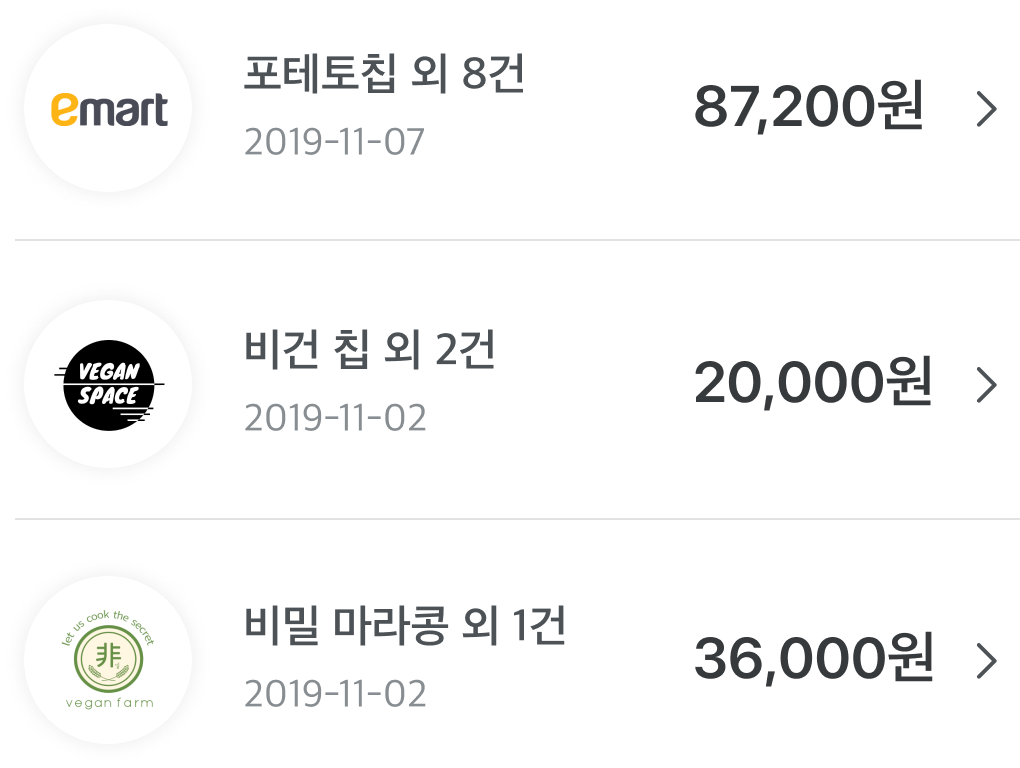 emart
포테토칩 외 8건
2019-11-07
87,200원
VEGAN
SPACE
비건 칩 외 2건
2019-11-02
20,000원
let us cook the secret
非
vegan farm
비밀 마라콩 외 1건
2019-11-02
36,000원